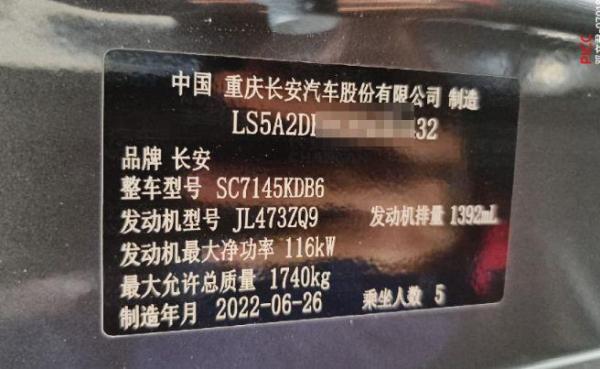 中国 重庆长安汽车股份有限公司 制造
LS5A2D 32
品牌 长安
整车型号 SC7145KDB6
发动机型号 JL473ZQ9 发动机排量 1392mL
发动机最大净功率 116kW
最大允许总质量 1740kg
制造年月 2022-06-26 乘坐人数 5
PICC